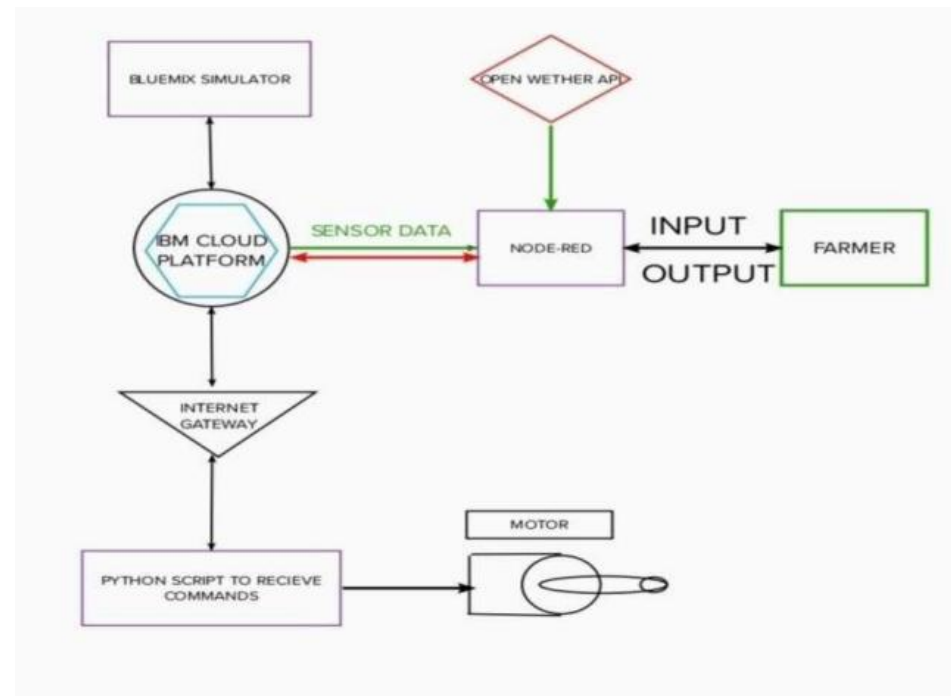 BLUEMIX SIMULATOR
OPEN WETHER API
IBM CLOUD
PLATFORM
SENSOR DATA
NODE-RED
INPUT
OUTPUT
FARMER
INTERNET
GATEWAY
MOTOR
PYTHON SCRIPT TO RECIEVE
COMMANDS